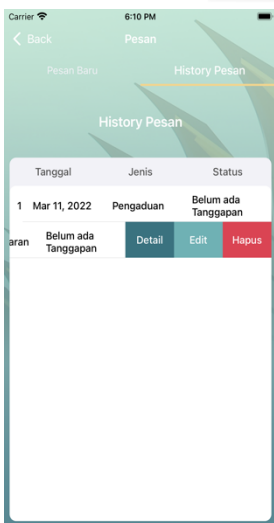 Carrier 6:10 PM
Back Pesan
Pesan Baru History Pesan
History Pesan
Tanggal Jenis Status
1 Mar 11, 2022 Pengaduan Belum ada
Tanggapan
aran Belum ada
Tanggapan Detail Edit Hapus